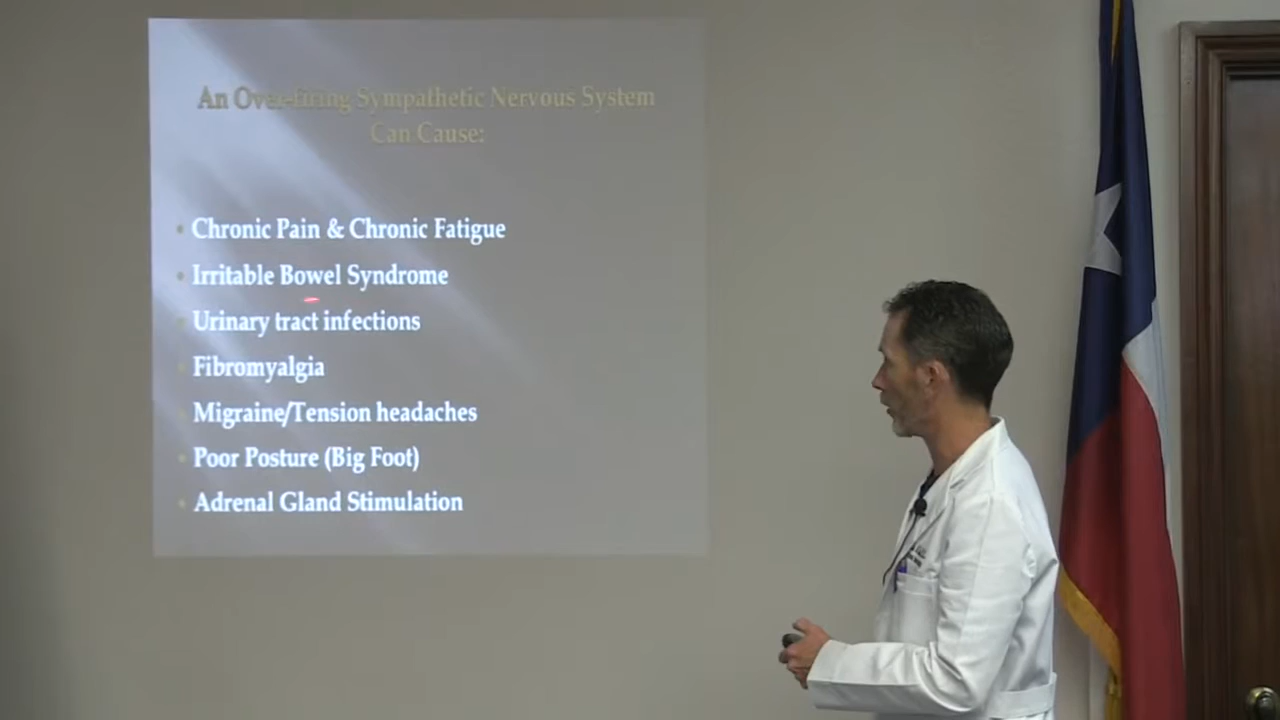 An Over-firing Sympathetic Nervous System
Can Cause:
Chronic Pain & Chronic Fatigue
Irritable Bowel Syndrome
Urinary tract infections
Fibromyalgia
Migraine/Tension headaches
Poor Posture (Big Foot)
Adrenal Gland Stimulation